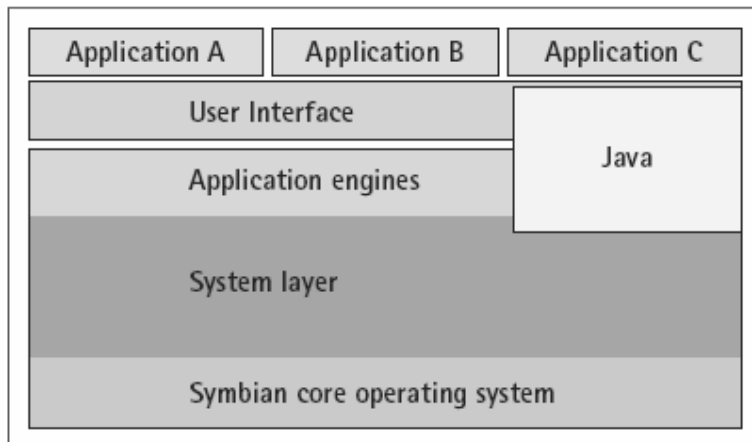 Application A
Application B
Application C
User Interface
Java
Application engines
System layer
Symbian core operating system